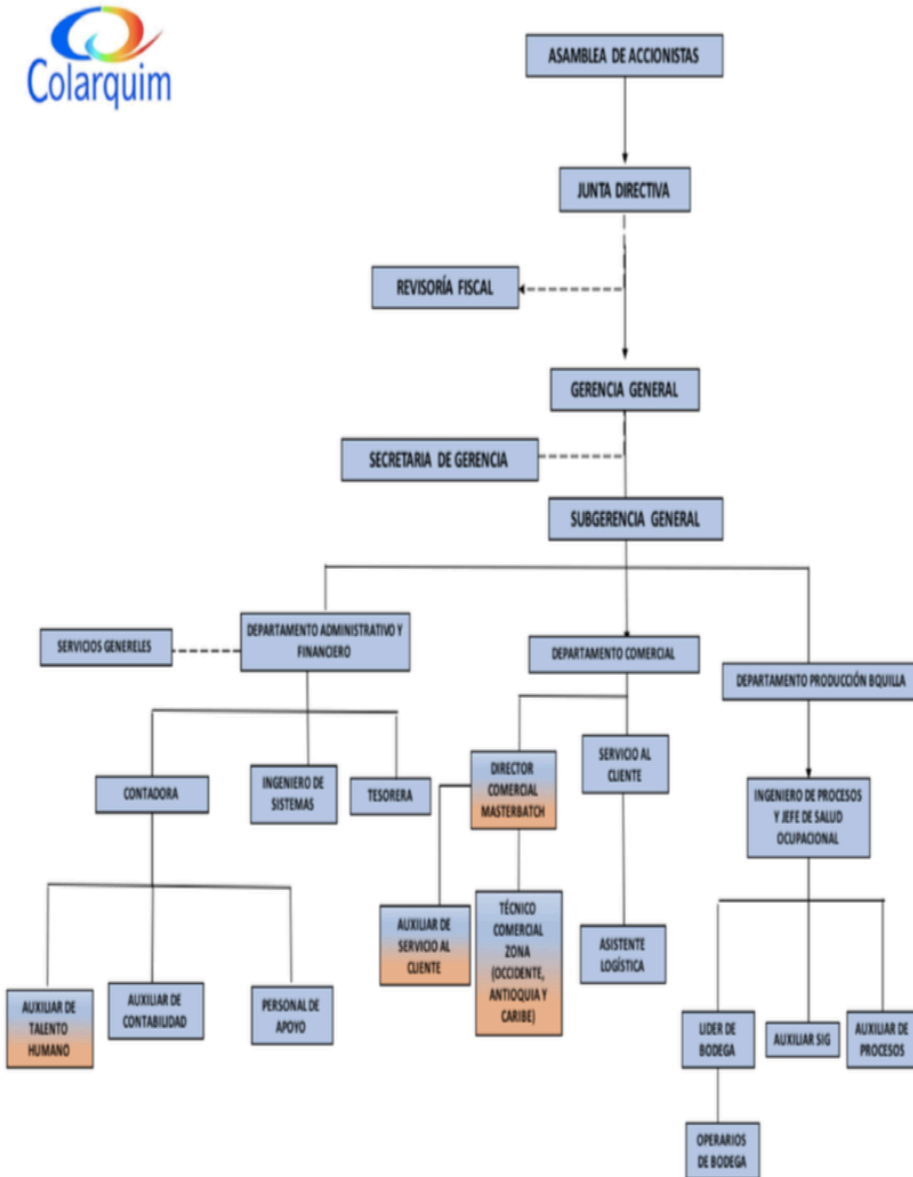 Colarquim
ASAMBLEA DE ACCIONISTAS
JUNTA DIRECTIVA
REVISORÍA FISCAL
GERENCIA GENERAL
SECRETARIA DE GERENCIA
SUBGERENCIA GENERAL
SERVICIOS GENERELES
DEPARTAMENTO ADMINISTRATIVO Y
FINANCIERO
DEPARTAMENTO COMERCIAL
DEPARTAMENTO PRODUCCIÓN BQUILLA
CONTADORA
INGENIERO DE
SISTEMAS
TESORERA
DIRECTOR
COMERCIAL
MASTERBATCH
SERVICIO AL
CLIENTE
INGENIERO DE PROCESOS
Y JEFE DE SALUD
OCUPACIONAL
AUXILIAR DE
TALENTO
HUMANO
AUXILIAR DE
CONTABILIDAD
PERSONAL DE
APOYO
AUXILIAR DE
SERVICIO AL
CLIENTE
TÉCNICO
COMERCIAL
ZONA
(OCCIDENTE,
ANTIOQUIA Y
CARIBE)
ASISTENTE
LOGÍSTICA
LIDER DE
BODEGA
AUXILIAR SIG
AUXILIAR DE
PROCESOS
OPERARIOS
DE BODEGA